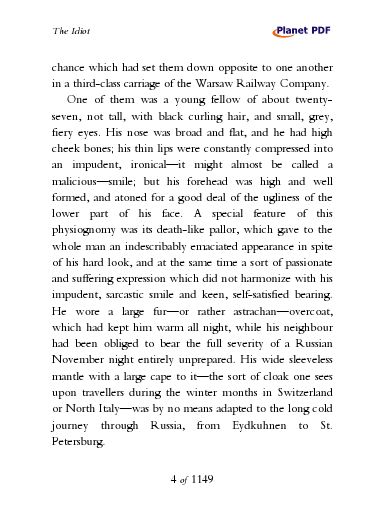 The Idiot
Planet PDF
chance which had set them down opposite to one another
in a third-class carriage of the Warsaw Railway Company.
One of them was a young fellow of about twenty-
seven, not tall, with black curling hair, and small, grey,
fiery eyes. His nose was broad and flat, and he had high
cheek bones; his thin lips were constantly compressed into
an impudent, ironical—it might almost be called a
malicious—smile; but his forehead was high and well
formed, and atoned for a good deal of the ugliness of the
lower part of his face. A special feature of this
physiognomy was its death-like pallor, which gave to the
whole man an indescribably emaciated appearance in spite
of his hard look, and at the same time a sort of passionate
and suffering expression which did not harmonize with his
impudent, sarcastic smile and keen, self-satisfied bearing.
He wore a large fur—or rather astrachan—overcoat,
which had kept him warm all night, while his neighbour
had been obliged to bear the full severity of a Russian
November night entirely unprepared. His wide sleeveless
mantle with a large cape to it—the sort of cloak one sees
upon travellers during the winter months in Switzerland
or North Italy—was by no means adapted to the long cold
journey through Russia, from Eydkuhnen to St.
Petersburg.
4 of 1149